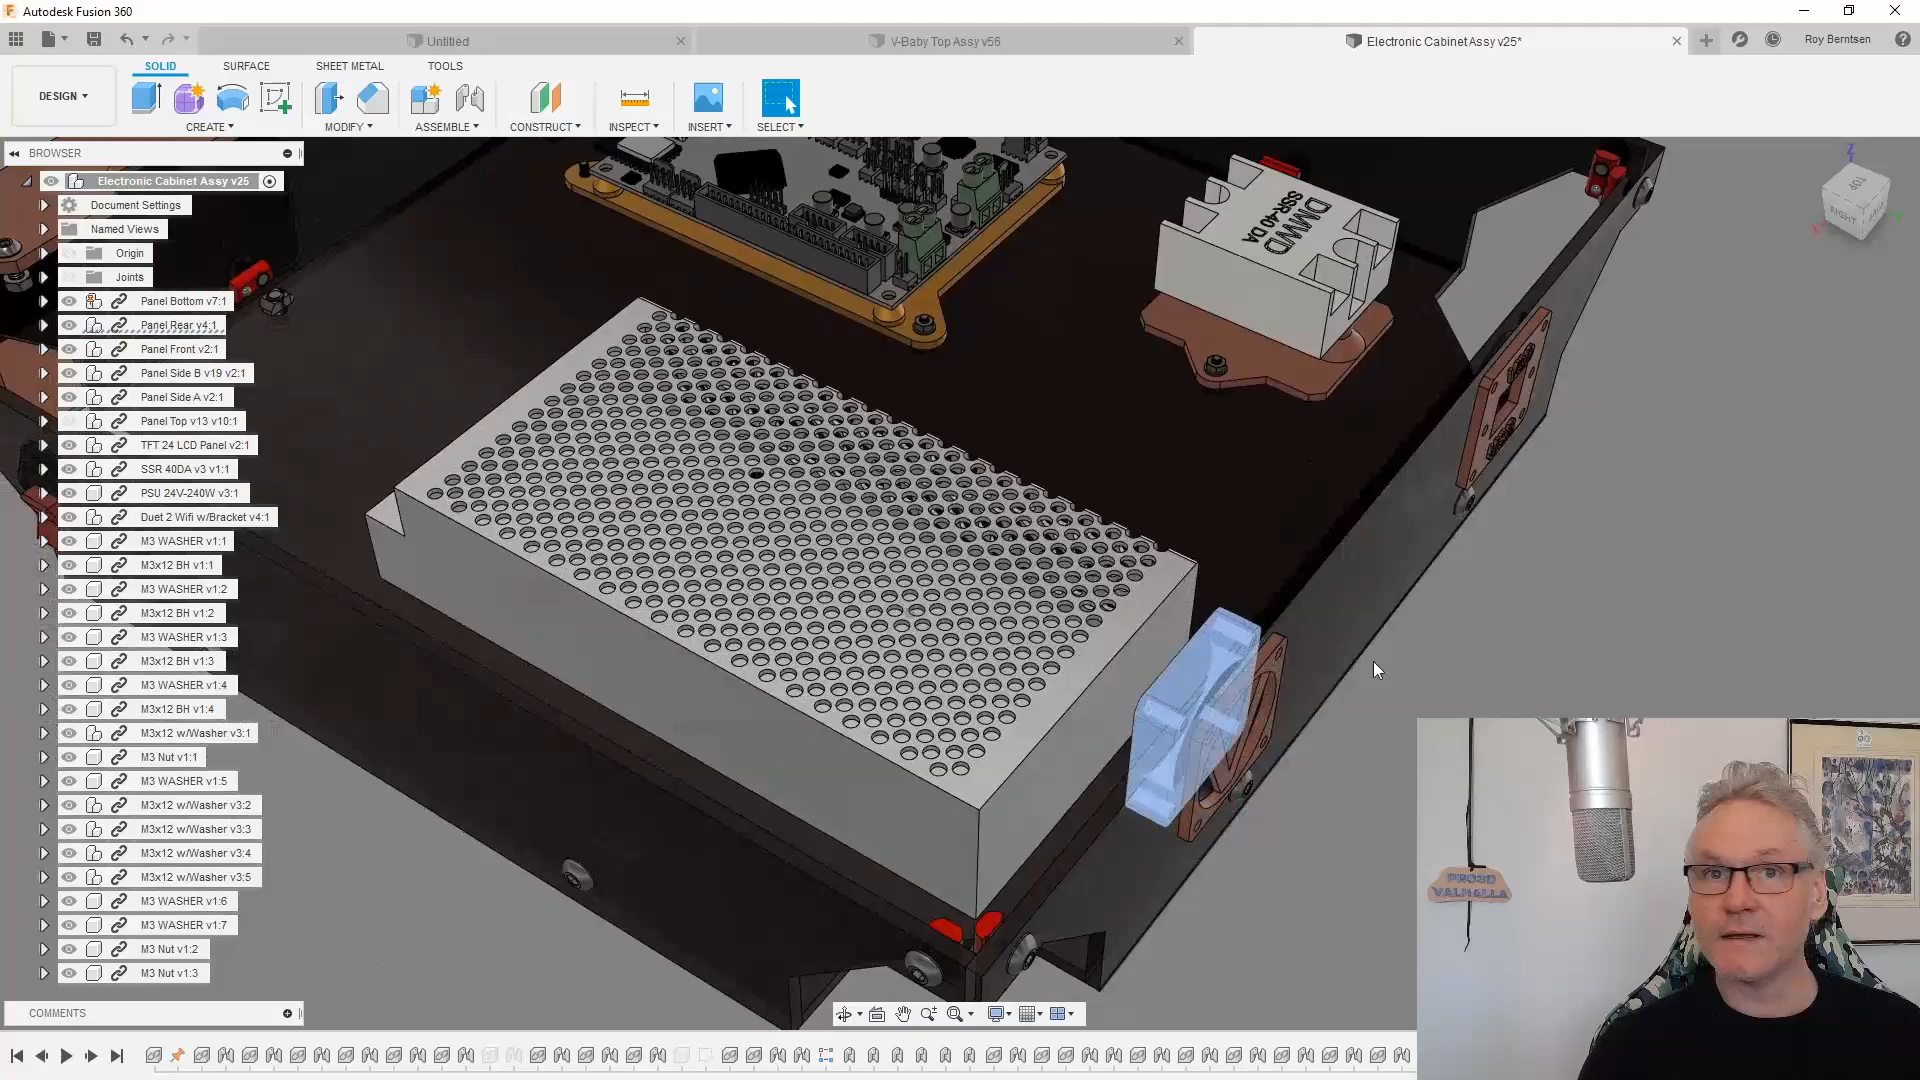 Autodesk Fusion 360
Untitled
V-Baby Top Assy v56
Electronic Cabinet Assy v25*
Roy Berntsen
DESIGN
SOLID
SURFACE
SHEET METAL
TOOLS
CREATE
MODIFY
ASSEMBLE
CONSTRUCT
INSPECT
INSERT
SELECT
BROWSER
Electronic Cabinet Assy v25
Document Settings
Named Views
Origin
Joints
Panel Bottom v7:1
Panel Rear v4:1
Panel Front v2:1
Panel Side B v19 v2:1
Panel Side A v2:1
Panel Top v13 v10:1
TFT 24 LCD Panel v2:1
SSR 40DA v3 v1:1
PSU 24V-240W v3:1
Duet 2 Wifi w/Bracket v4:1
M3 WASHER v1:1
M3x12 BH v1:1
M3 WASHER v1:2
M3x12 BH v1:2
M3 WASHER v1:3
M3x12 BH v1:3
M3 WASHER v1:4
M3x12 BH v1:4
M3x12 w/Washer v3:1
M3 Nut v1:1
M3 WASHER v1:5
M3x12 w/Washer v3:2
M3x12 w/Washer v3:3
M3x12 w/Washer v3:4
M3x12 w/Washer v3:5
M3 WASHER v1:6
M3 WASHER v1:7
M3 Nut v1:2
M3 Nut v1:3
COMMENTS
DMWD
SSR-40 DA
Z
TOP
RIGHT
PROUD
VALHALLA